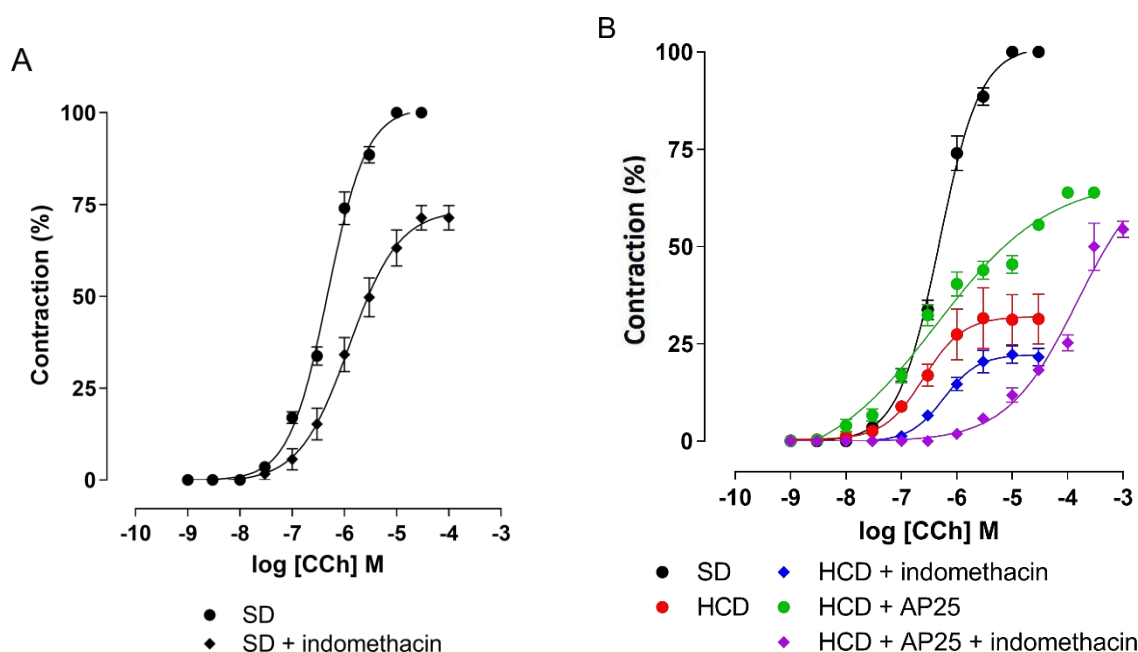 A
Contraction (%)
100
75
50
25
0
-10 -9 -8 -7 -6 -5 -4 -3
log [CCh] M
SD
SD + indomethacin
B
Contraction (%)
100
75
50
25
0
-10 -9 -8 -7 -6 -5 -4 -3
log [CCh] M
SD HCD + indomethacin
HCD HCD + AP25
HCD + AP25 + indomethacin